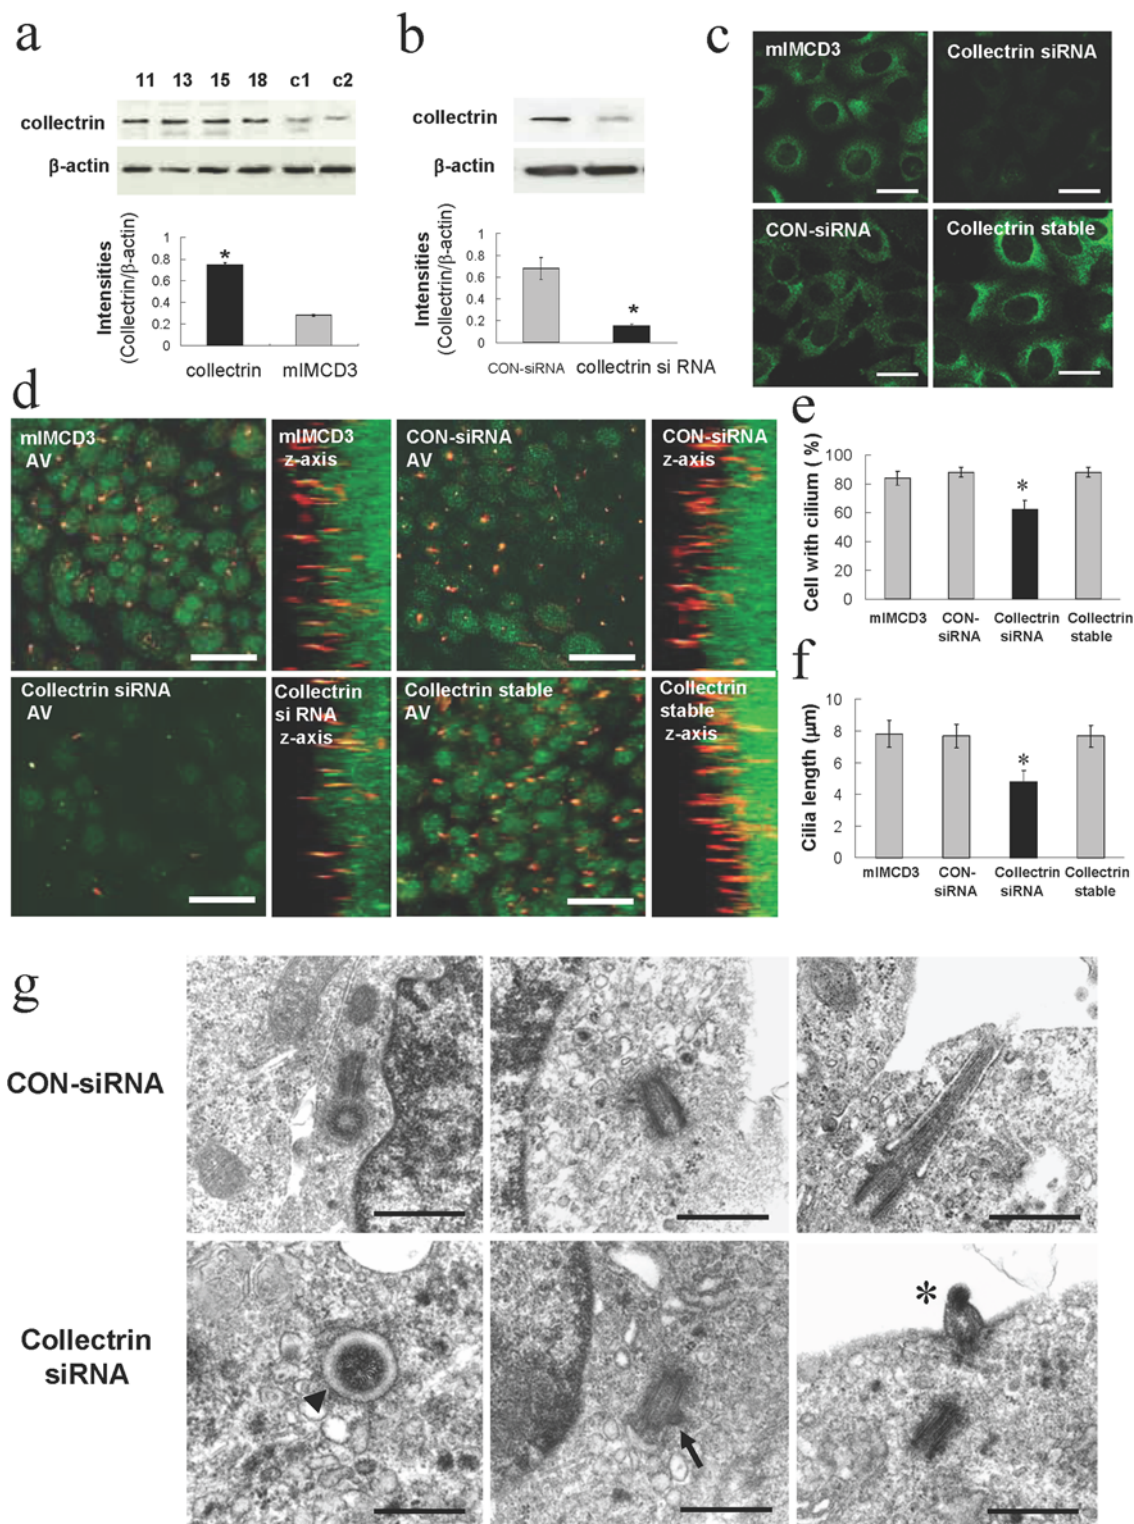 a
11 13 15 18 c1 c2
collectrin
β-actin
Intensities
(Collectrin/β-actin)
1
0.8
0.6
0.4
0.2
0
*
collectrin mIMCD3
b
collectrin
β-actin
Intensities
(Collectrin/β-actin)
1
0.8
0.6
0.4
0.2
0
*
CON-siRNA collectrin si RNA
c
mIMCD3
Collectrin siRNA
CON-siRNA
Collectrin stable
d
mIMCD3
AV
mIMCD3
z-axis
CON-siRNA
AV
CON-siRNA
z-axis
Collectrin siRNA
AV
Collectrin
si RNA
z-axis
Collectrin stable
AV
Collectrin
stable
z-axis
e
Cell with cilium ( %)
100
80
60
40
20
0
*
mIMCD3
CON-
siRNA
Collectrin
siRNA
Collectrin
stable
f
Cilia length (μm)
10
8
6
4
2
0
*
mIMCD3
CON-
siRNA
Collectrin
siRNA
Collectrin
stable
g
CON-siRNA
Collectrin
siRNA
*